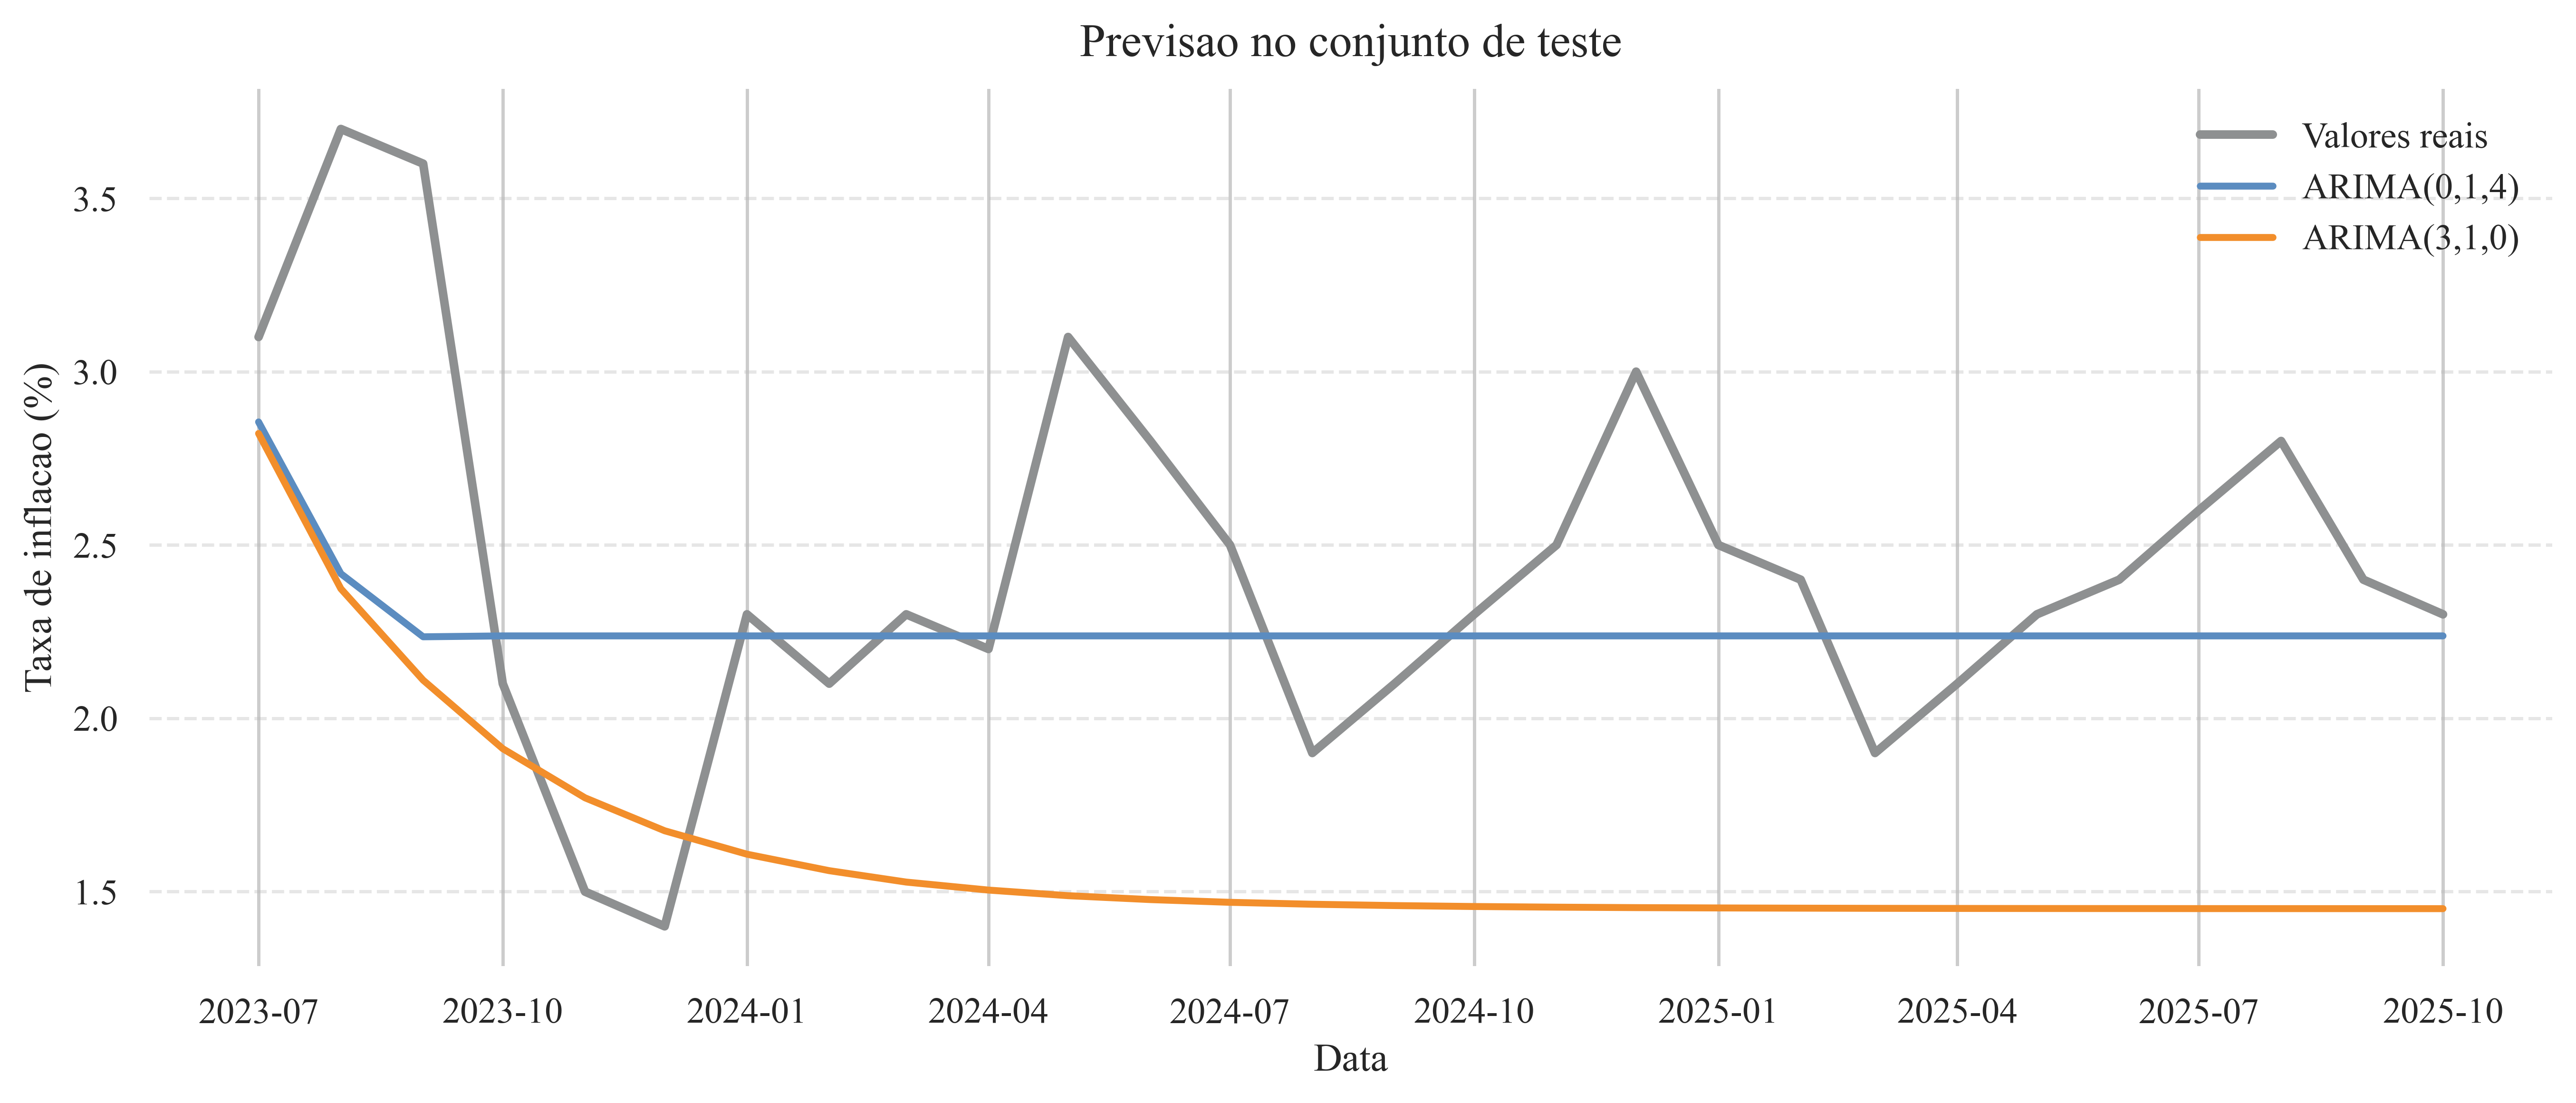 Previsao no conjunto de teste
Valores reais
ARIMA(0,1,4)
ARIMA(3,1,0)
Taxa de inflacao (%)
3.5
3.0
2.5
2.0
1.5
2023-07 2023-10 2024-01 2024-04 2024-07 2024-10 2025-01 2025-04 2025-07 2025-10
Data